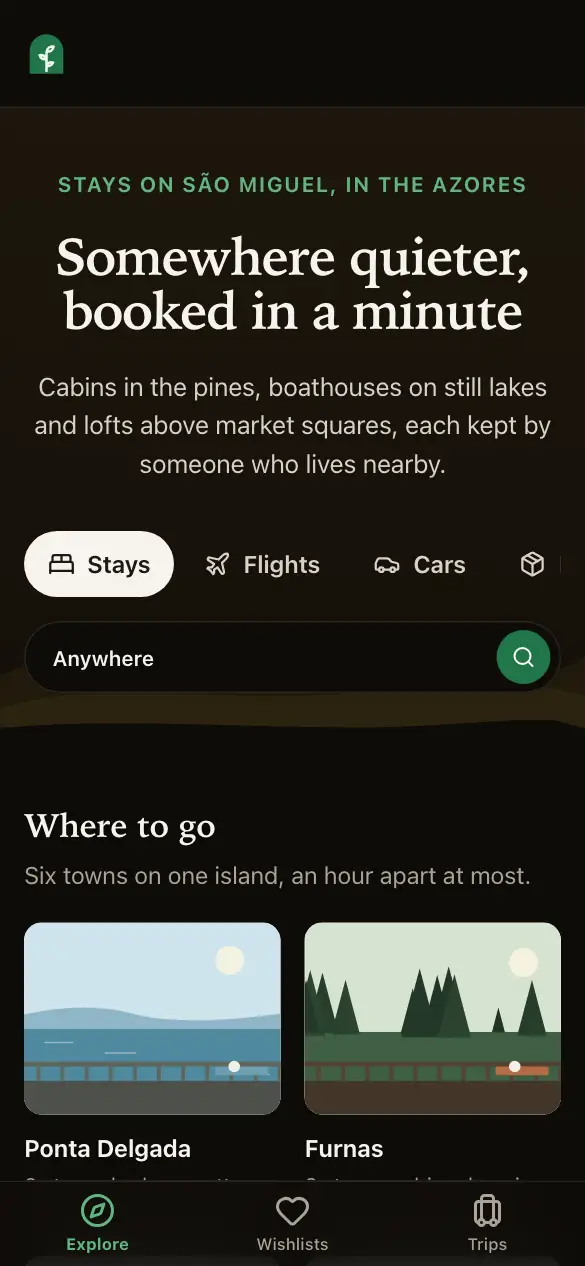 STAYS ON SÃO MIGUEL, IN THE AZORES
Somewhere quieter,
booked in a minute
Cabins in the pines, boathouses on still lakes
and lofts above market squares, each kept by
someone who lives nearby.
Stays
Flights
Cars
Anywhere
Where to go
Six towns on one island, an hour apart at most.
Ponta Delgada
Furnas
Explore
Wishlists
Trips